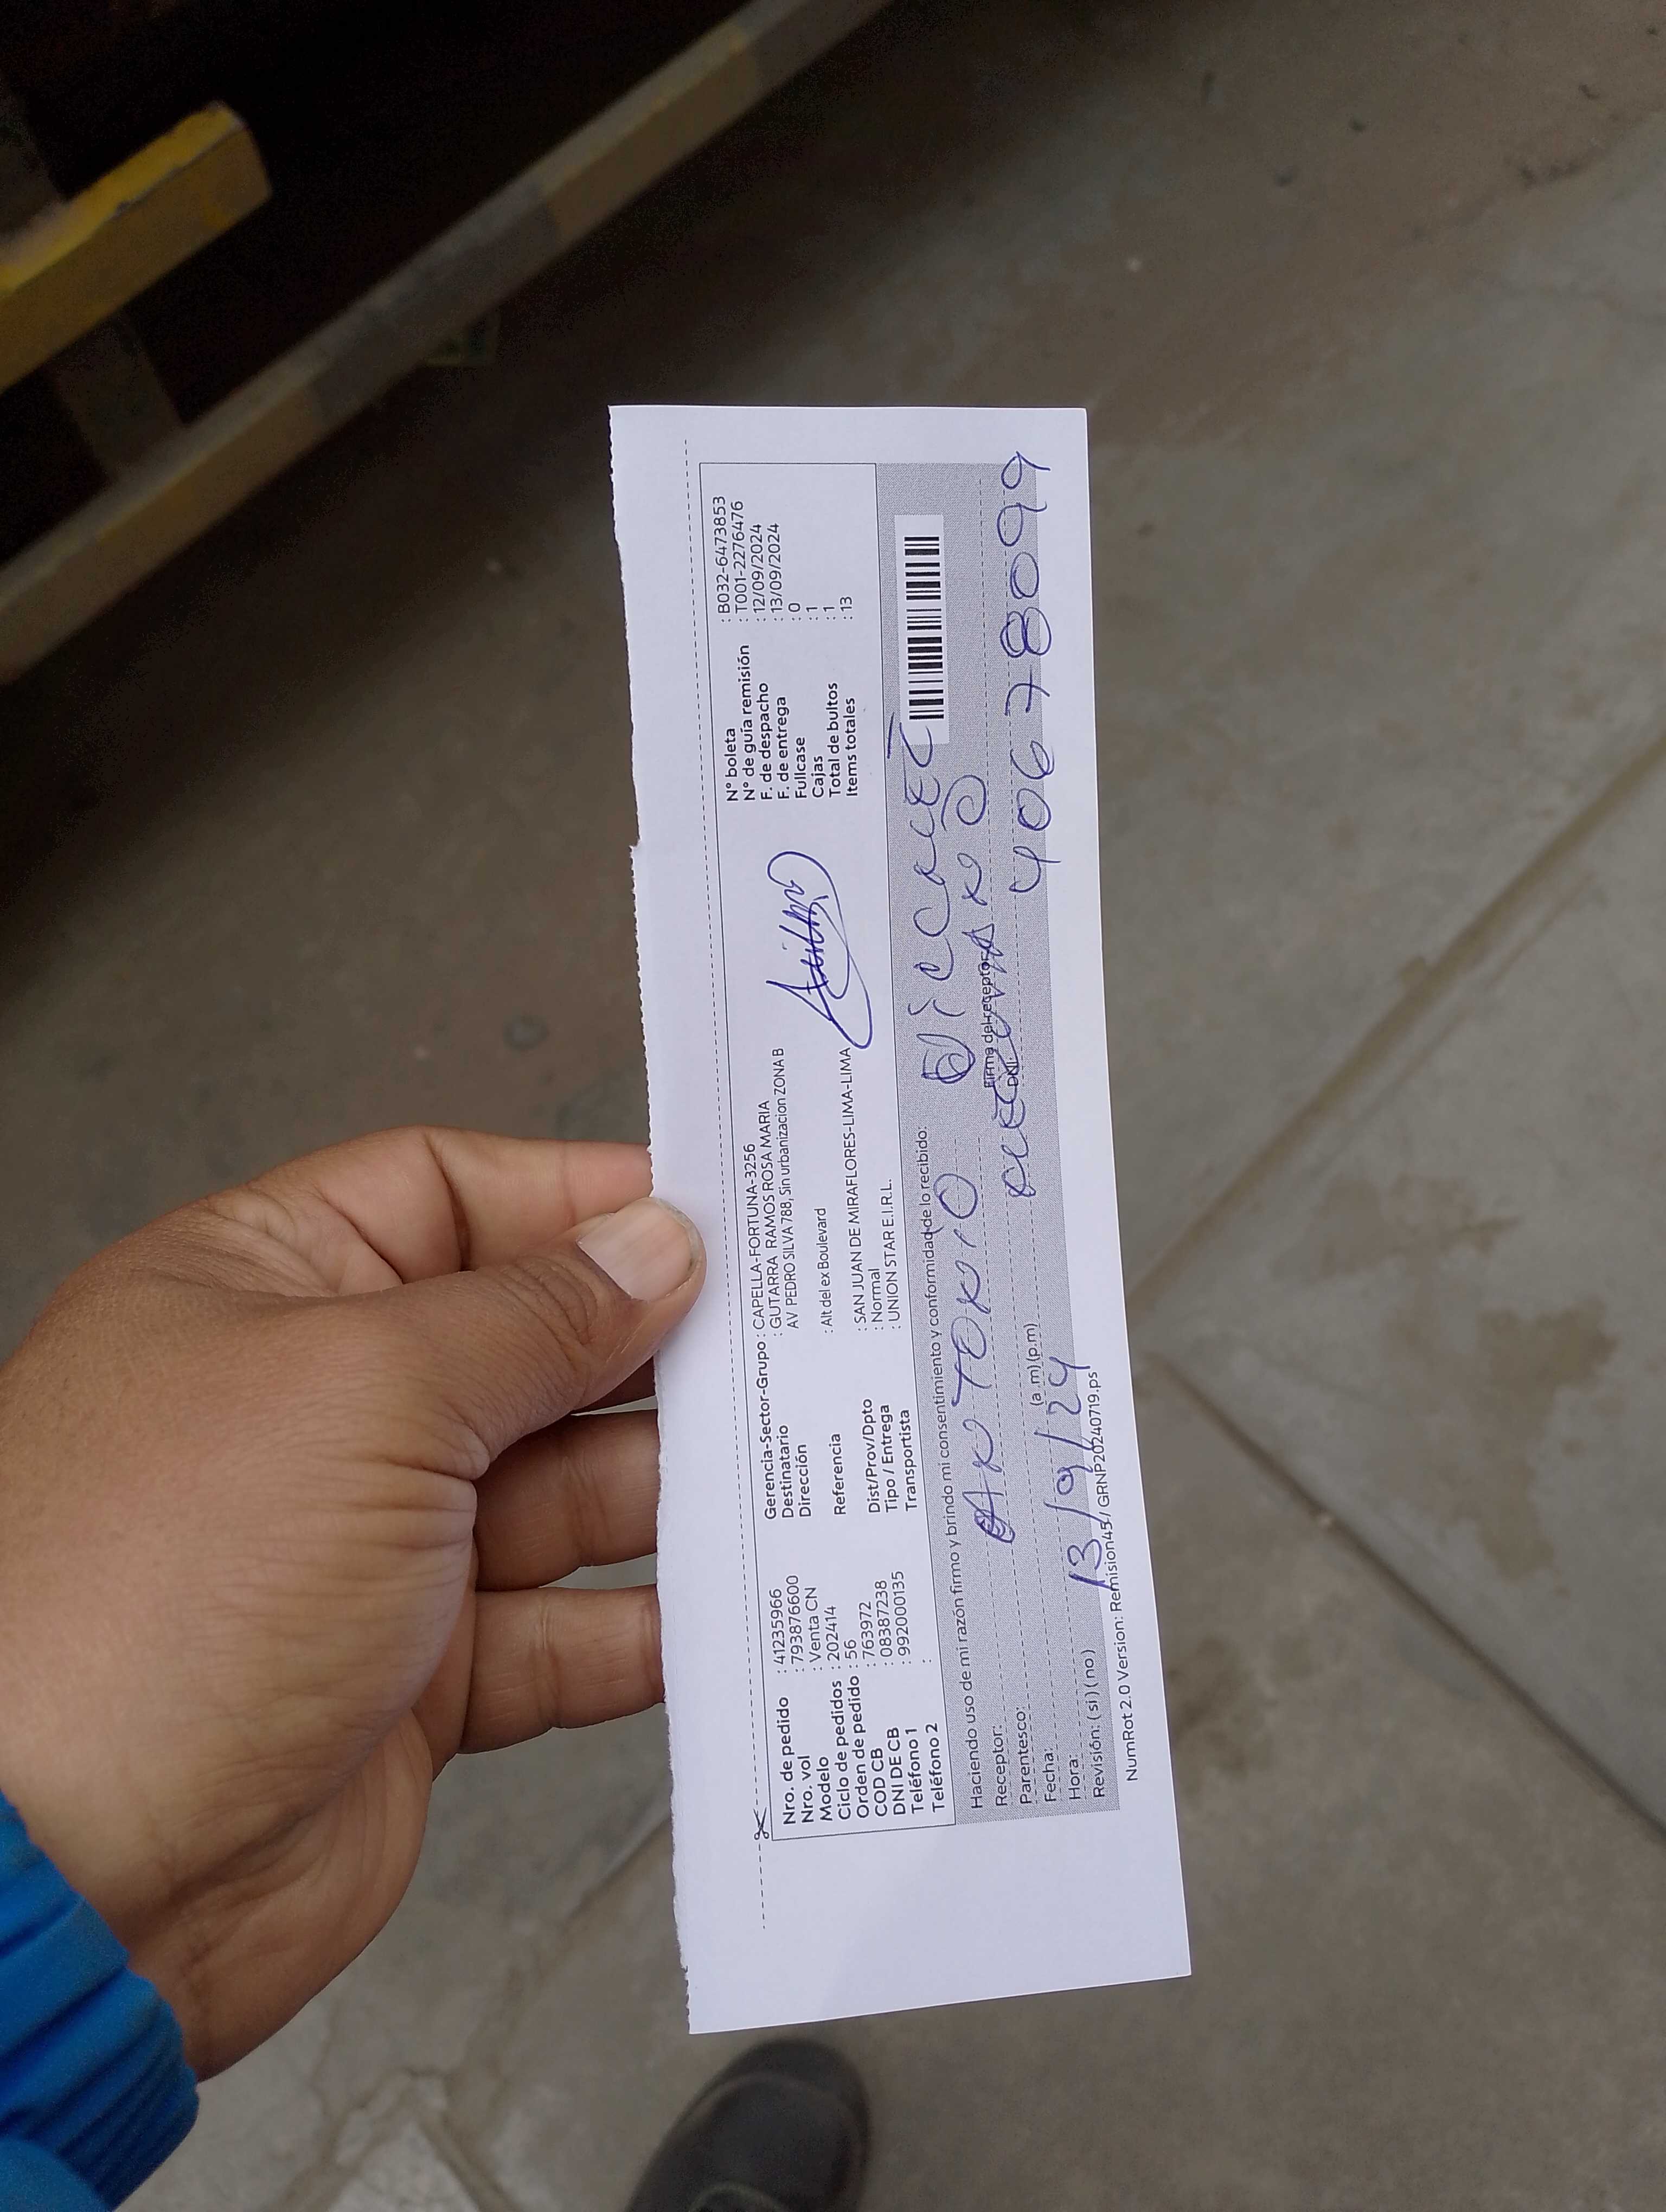 Nro. de pedido : 41235966
Nro. vol : 793876600
Modelo : Venta CN
Ciclo de pedidos : 202414
Orden de pedido : 56
COD CB : 763972
DNI DE CB : 08387238
Teléfono 1 : 992000135
Teléfono 2 :
Gerencia-Sector-Grupo : CAPELLA-FORTUNA-3256
Destinatario : GUTARRA RAMOS ROSA MARIA
Dirección AV PEDRO SILVA 788, Sin urbanizacion ZONA B
Referencia : Alt del ex Boulevard
Dist/Prov/Dpto : SAN JUAN DE MIRAFLORES-LIMA-LIMA
Tipo / Entrega : Normal
Transportista : UNION STAR E.I.R.L.
N° boleta : B032-6473853
N° de guía remisión : T001-2276476
F. de despacho : 12/09/2024
F. de entrega : 13/09/2024
Fullcase : 0
Cajas : 1
Total de bultos : 1
Items totales : 13
Haciendo uso de mi razón firmo y brindo mi consentimiento y conformidad de lo recibido:
Receptor: ANTONIO
Parentesco:
Fecha: (a.m)(p.m)
Hora: 13/9/24
Revisión: (si) (no)
Firma del receptor
DNI: 40678099
NumRot 2.0 Version: Remision45 / GRNP20240719.ps